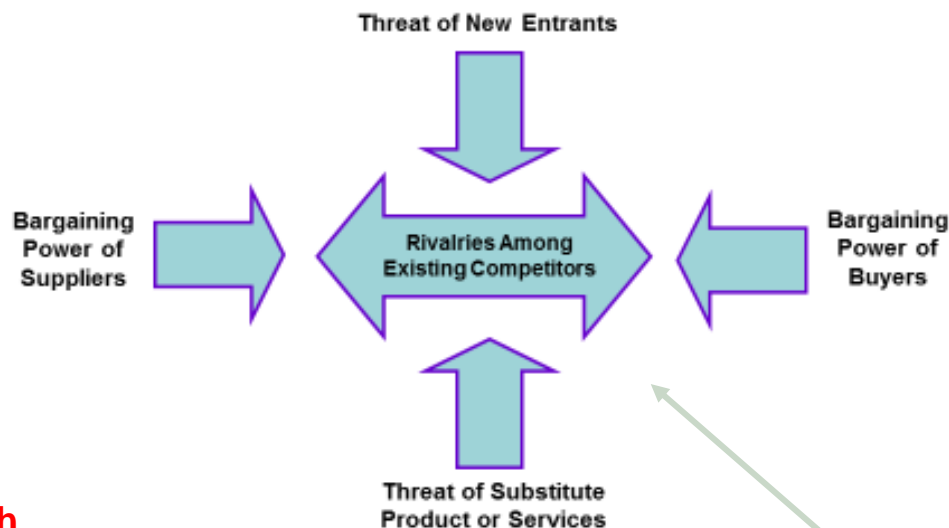 Threat of New Entrants
Bargaining
Power of
Suppliers
Rivalries Among
Existing Competitors
Bargaining
Power of
Buyers
Threat of Substitute
Product or Services
h